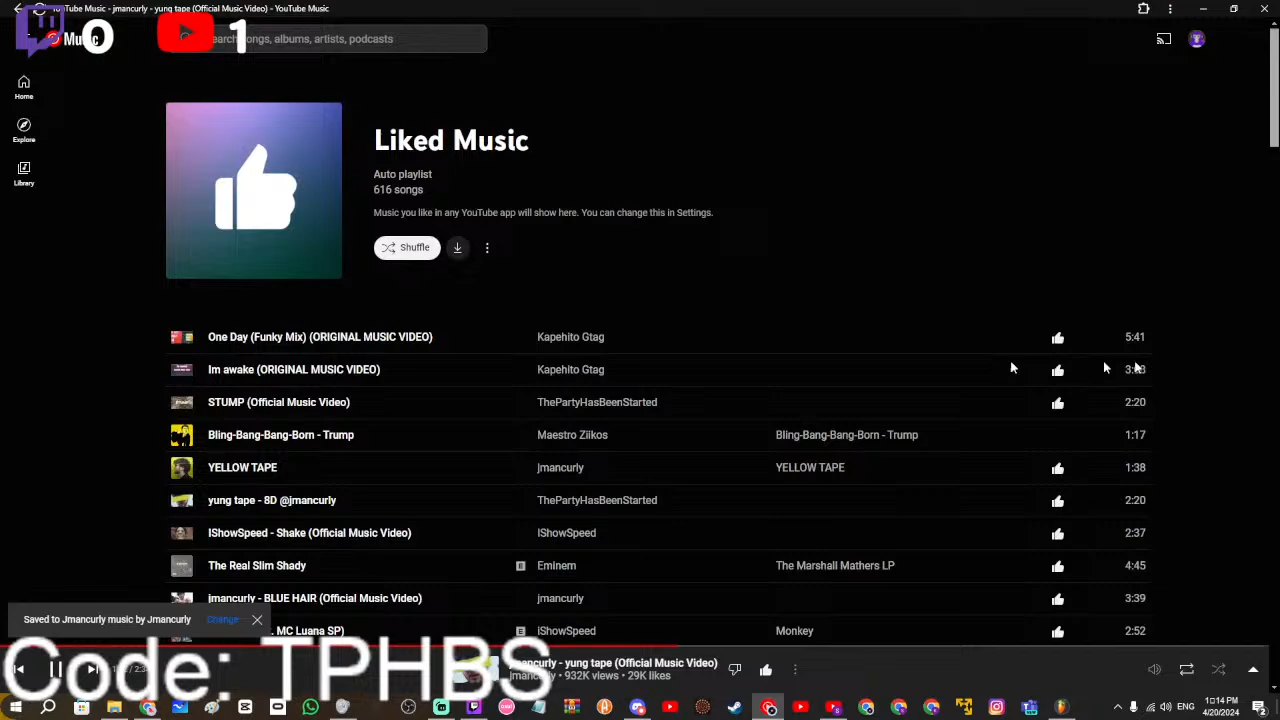 YouTube Music - jmancurly - yung tape (Official Music Video) - YouTube Music
0
1
Music
search songs, albums, artists, podcasts
Home
Explore
Library
Liked Music
Auto playlist
616 songs
Music you like in any YouTube app will show here. You can change this in Settings.
Shuffle
One Day (Funky Mix) (ORIGINAL MUSIC VIDEO) Kapehito Gtag 5:41
Im awake (ORIGINAL MUSIC VIDEO) Kapehito Gtag
STUMP (Official Music Video) ThePartyHasBeenStarted 2:20
Bling-Bang-Bang-Born - Trump Maestro Ziikos Bling-Bang-Bang-Born - Trump 1:17
YELLOW TAPE jmancurly YELLOW TAPE 1:38
yung tape - 8D @jmancurly ThePartyHasBeenStarted 2:20
IShowSpeed - Shake (Official Music Video) IShowSpeed 2:37
The Real Slim Shady E Eminem The Marshall Mathers LP 4:45
jmancurly - BLUE HAIR (Official Music Video) jmancurly 3:39
MC Luana SP) E IShowSpeed Monkey 2:52
Saved to Jmancurly music by Jmancurly Change
Code: TPHBS
jmancurly - yung tape (Official Music Video)
jmancurly • 932K views • 29K likes
ENG
11:14 PM
4/20/2024